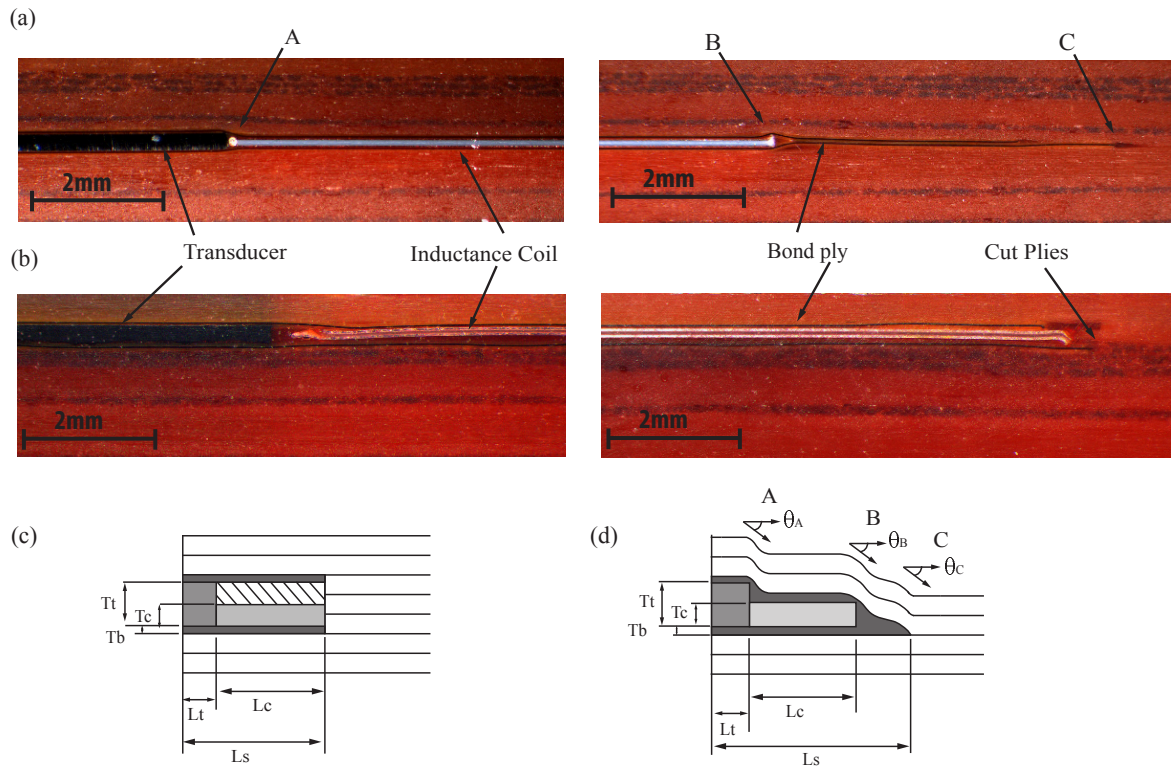 (a)
A
B
C
2mm
2mm
Transducer
Inductance Coil
Bond ply
Cut Plies
(b)
2mm
2mm
(c)
Tt
Tc
Tb
Lt
Lc
Ls
(d)
A
θA
B
θB
C
θC
Tt
Tc
Tb
Lt
Lc
Ls